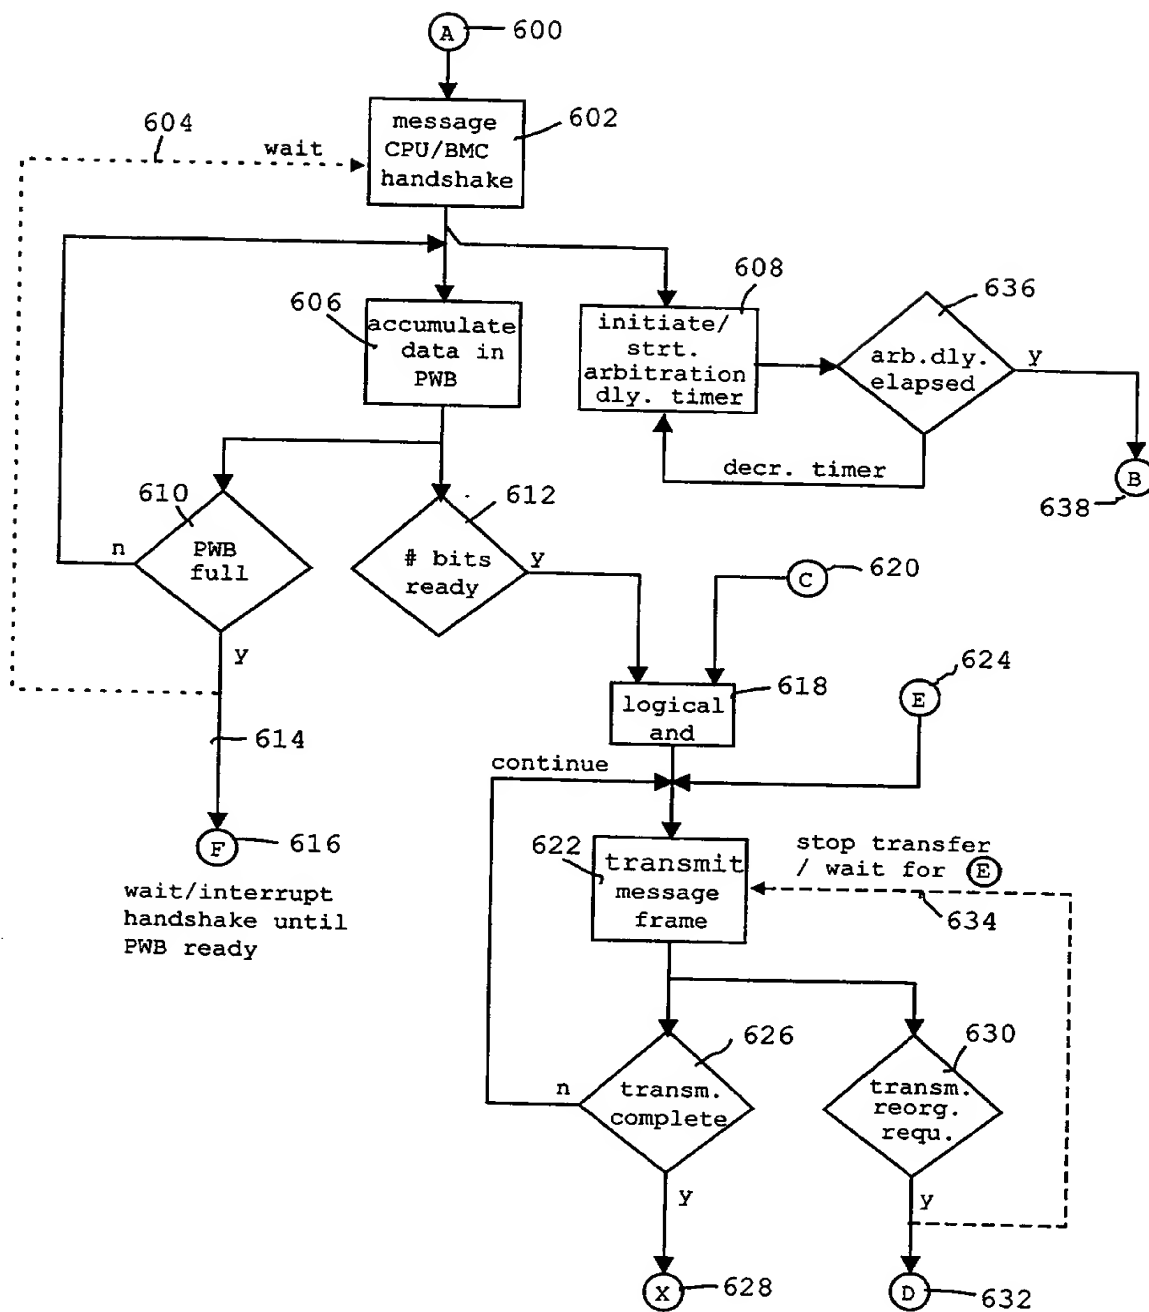 A 600
message
CPU/BMC
handshake
602
604
wait
606
accumulate
data in
PWB
608
initiate/
strt.
arbitration
dly. timer
636
arb.dly.
elapsed
y
decr. timer
B
638
610
PWB
full
n
y
612
# bits
ready
y
C 620
614
618
logical
and
624
E
continue
F 616
wait/interrupt
handshake until
PWB ready
622
transmit
message
frame
stop transfer
/ wait for E
634
626
transm.
complete
n
y
630
transm.
reorg.
requ.
y
X 628
D 632